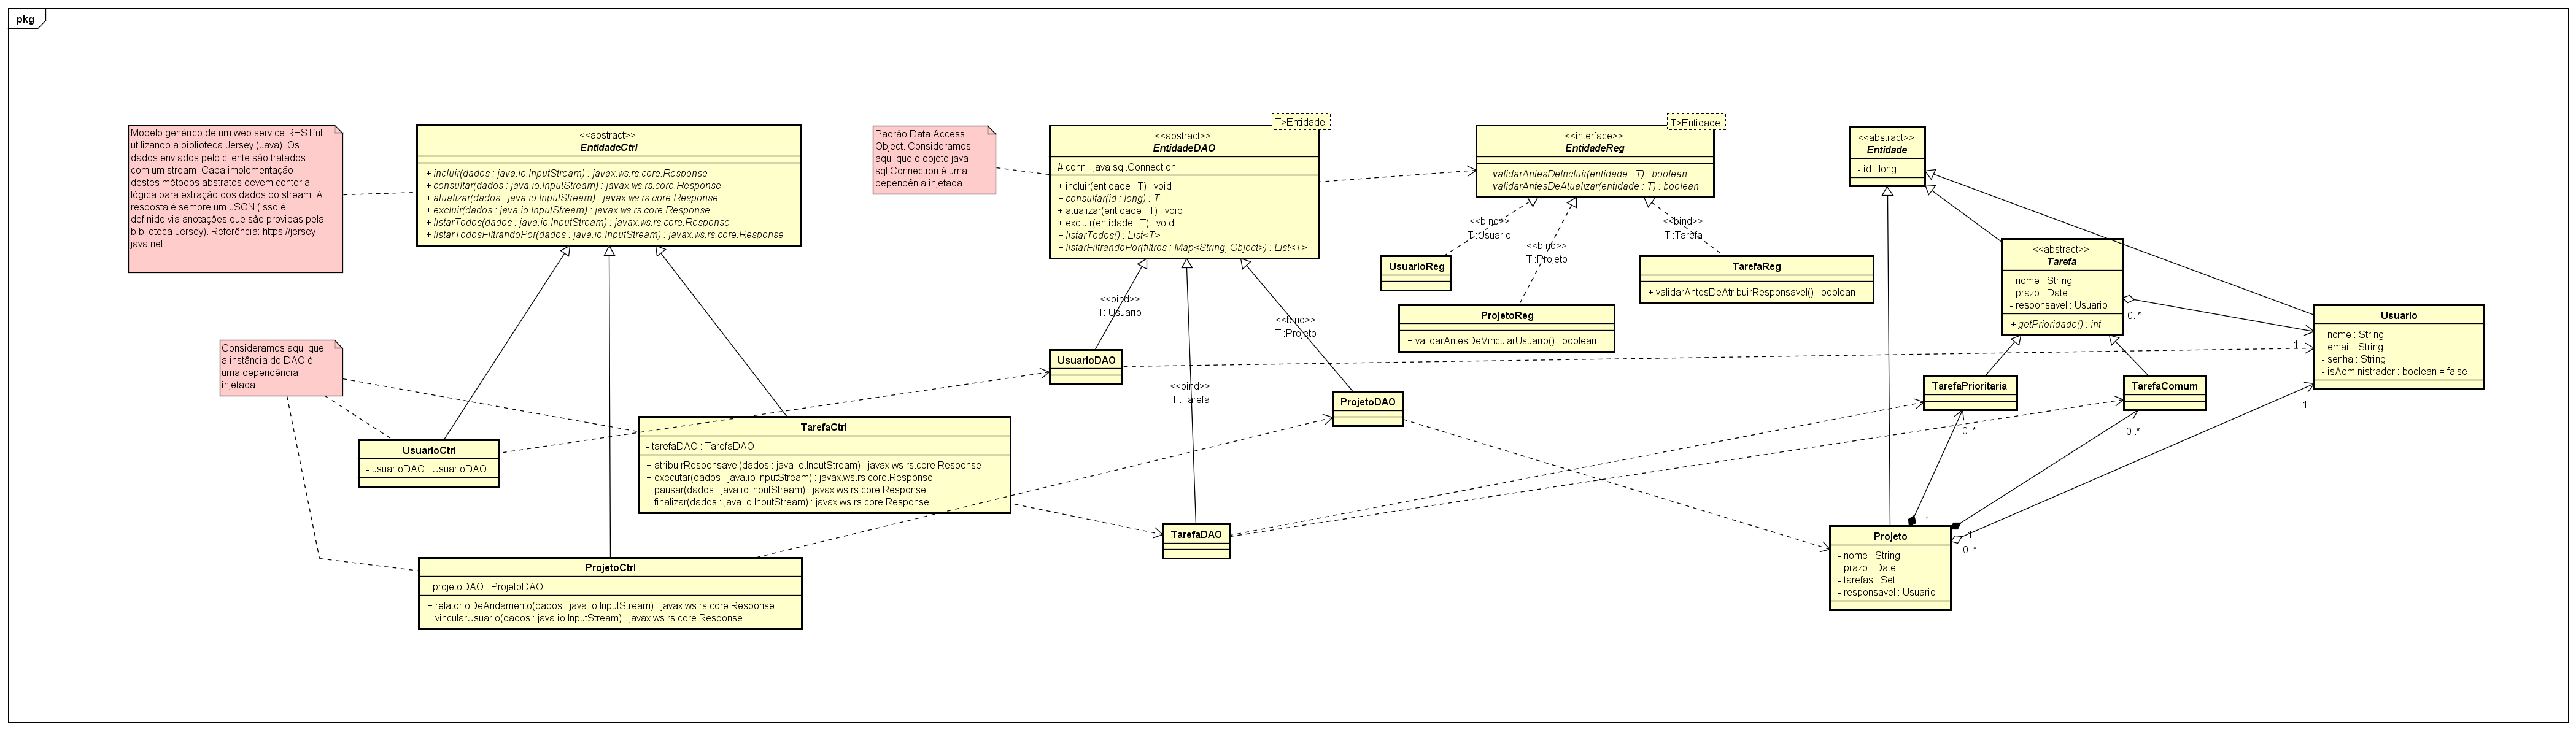 pkg
Modelo genérico de um web service RESTful
utilizando a biblioteca Jersey (Java). Os
dados enviados pelo cliente são tratados
com um stream. Cada implementação
destes métodos abstratos devem conter a
lógica para extração dos dados do stream. A
resposta é sempre um JSON (isso é
definido via anotações que são providas pela
biblioteca Jersey). Referência: https://jersey.
java.net
<<abstract>>
EntidadeCtrl
+ incluir(dados : java.io.InputStream) : javax.ws.rs.core.Response
+ consultar(dados : java.io.InputStream) : javax.ws.rs.core.Response
+ atualizar(dados : java.io.InputStream) : javax.ws.rs.core.Response
+ excluir(dados : java.io.InputStream) : javax.ws.rs.core.Response
+ listarTodos(dados : java.io.InputStream) : javax.ws.rs.core.Response
+ listarTodosFiltrandoPor(dados : java.io.InputStream) : javax.ws.rs.core.Response
Padrão Data Access
Object. Consideramos
aqui que o objeto java.
sql.Connection é uma
dependênia injetada.
T>Entidade
<<abstract>>
EntidadeDAO
# conn : java.sql.Connection
+ incluir(entidade : T) : void
+ consultar(id : long) : T
+ atualizar(entidade : T) : void
+ excluir(entidade : T) : void
+ listarTodos() : List<T>
+ listarFiltrandoPor(filtros : Map<String, Object>) : List<T>
T>Entidade
<<interface>>
EntidadeReg
+ validarAntesDeIncluir(entidade : T) : boolean
+ validarAntesDeAtualizar(entidade : T) : boolean
<<abstract>>
Entidade
- id : long
<<bind>>
T::Usuario
<<bind>>
T::Projeto
<<bind>>
T::Tarefa
UsuarioReg
TarefaReg
+ validarAntesDeAtribuirResponsavel() : boolean
ProjetoReg
+ validarAntesDeVincularUsuario() : boolean
<<abstract>>
Tarefa
- nome : String
- prazo : Date
- responsavel : Usuario
+ getPrioridade() : int
0..*
1
Usuario
- nome : String
- email : String
- senha : String
- isAdministrador : boolean = false
Consideramos aqui que
a instância do DAO é
uma dependência
injetada.
<<bind>>
T::Usuario
<<bind>>
T::Projeto
<<bind>>
T::Tarefa
UsuarioDAO
ProjetoDAO
TarefaPrioritaria
TarefaComum
0..*
0..*
1
UsuarioCtrl
- usuarioDAO : UsuarioDAO
TarefaCtrl
- tarefaDAO : TarefaDAO
+ atribuirResponsavel(dados : java.io.InputStream) : javax.ws.rs.core.Response
+ executar(dados : java.io.InputStream) : javax.ws.rs.core.Response
+ pausar(dados : java.io.InputStream) : javax.ws.rs.core.Response
+ finalizar(dados : java.io.InputStream) : javax.ws.rs.core.Response
TarefaDAO
1
1
0..*
Projeto
- nome : String
- prazo : Date
- tarefas : Set
- responsavel : Usuario
ProjetoCtrl
- projetoDAO : ProjetoDAO
+ relatorioDeAndamento(dados : java.io.InputStream) : javax.ws.rs.core.Response
+ vincularUsuario(dados : java.io.InputStream) : javax.ws.rs.core.Response